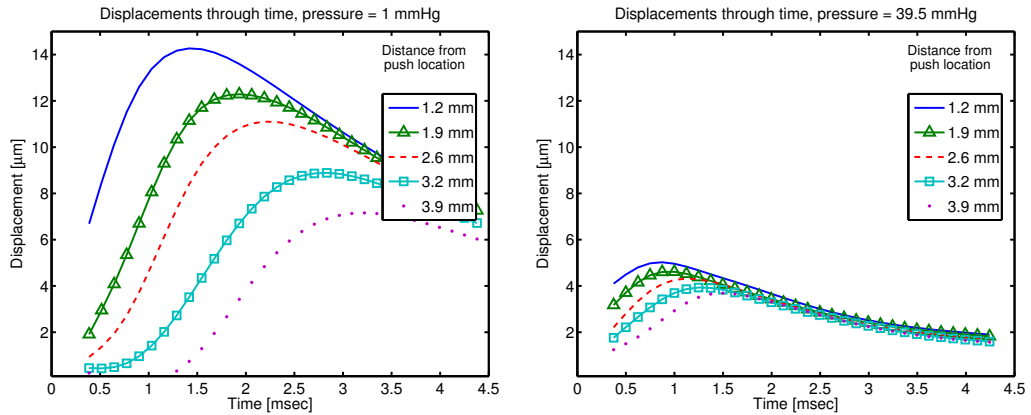 Displacements through time, pressure = 1 mmHg
Displacement [µm]
14
12
10
8
6
4
2
0
0.5
1
1.5
2
2.5
3
3.5
4
4.5
Time [msec]
Distance from
push location
1.2 mm
1.9 mm
2.6 mm
3.2 mm
3.9 mm
Displacements through time, pressure = 39.5 mmHg
Displacement [µm]
14
12
10
8
6
4
2
0
0.5
1
1.5
2
2.5
3
3.5
4
4.5
Time [msec]
Distance from
push location
1.2 mm
1.9 mm
2.6 mm
3.2 mm
3.9 mm